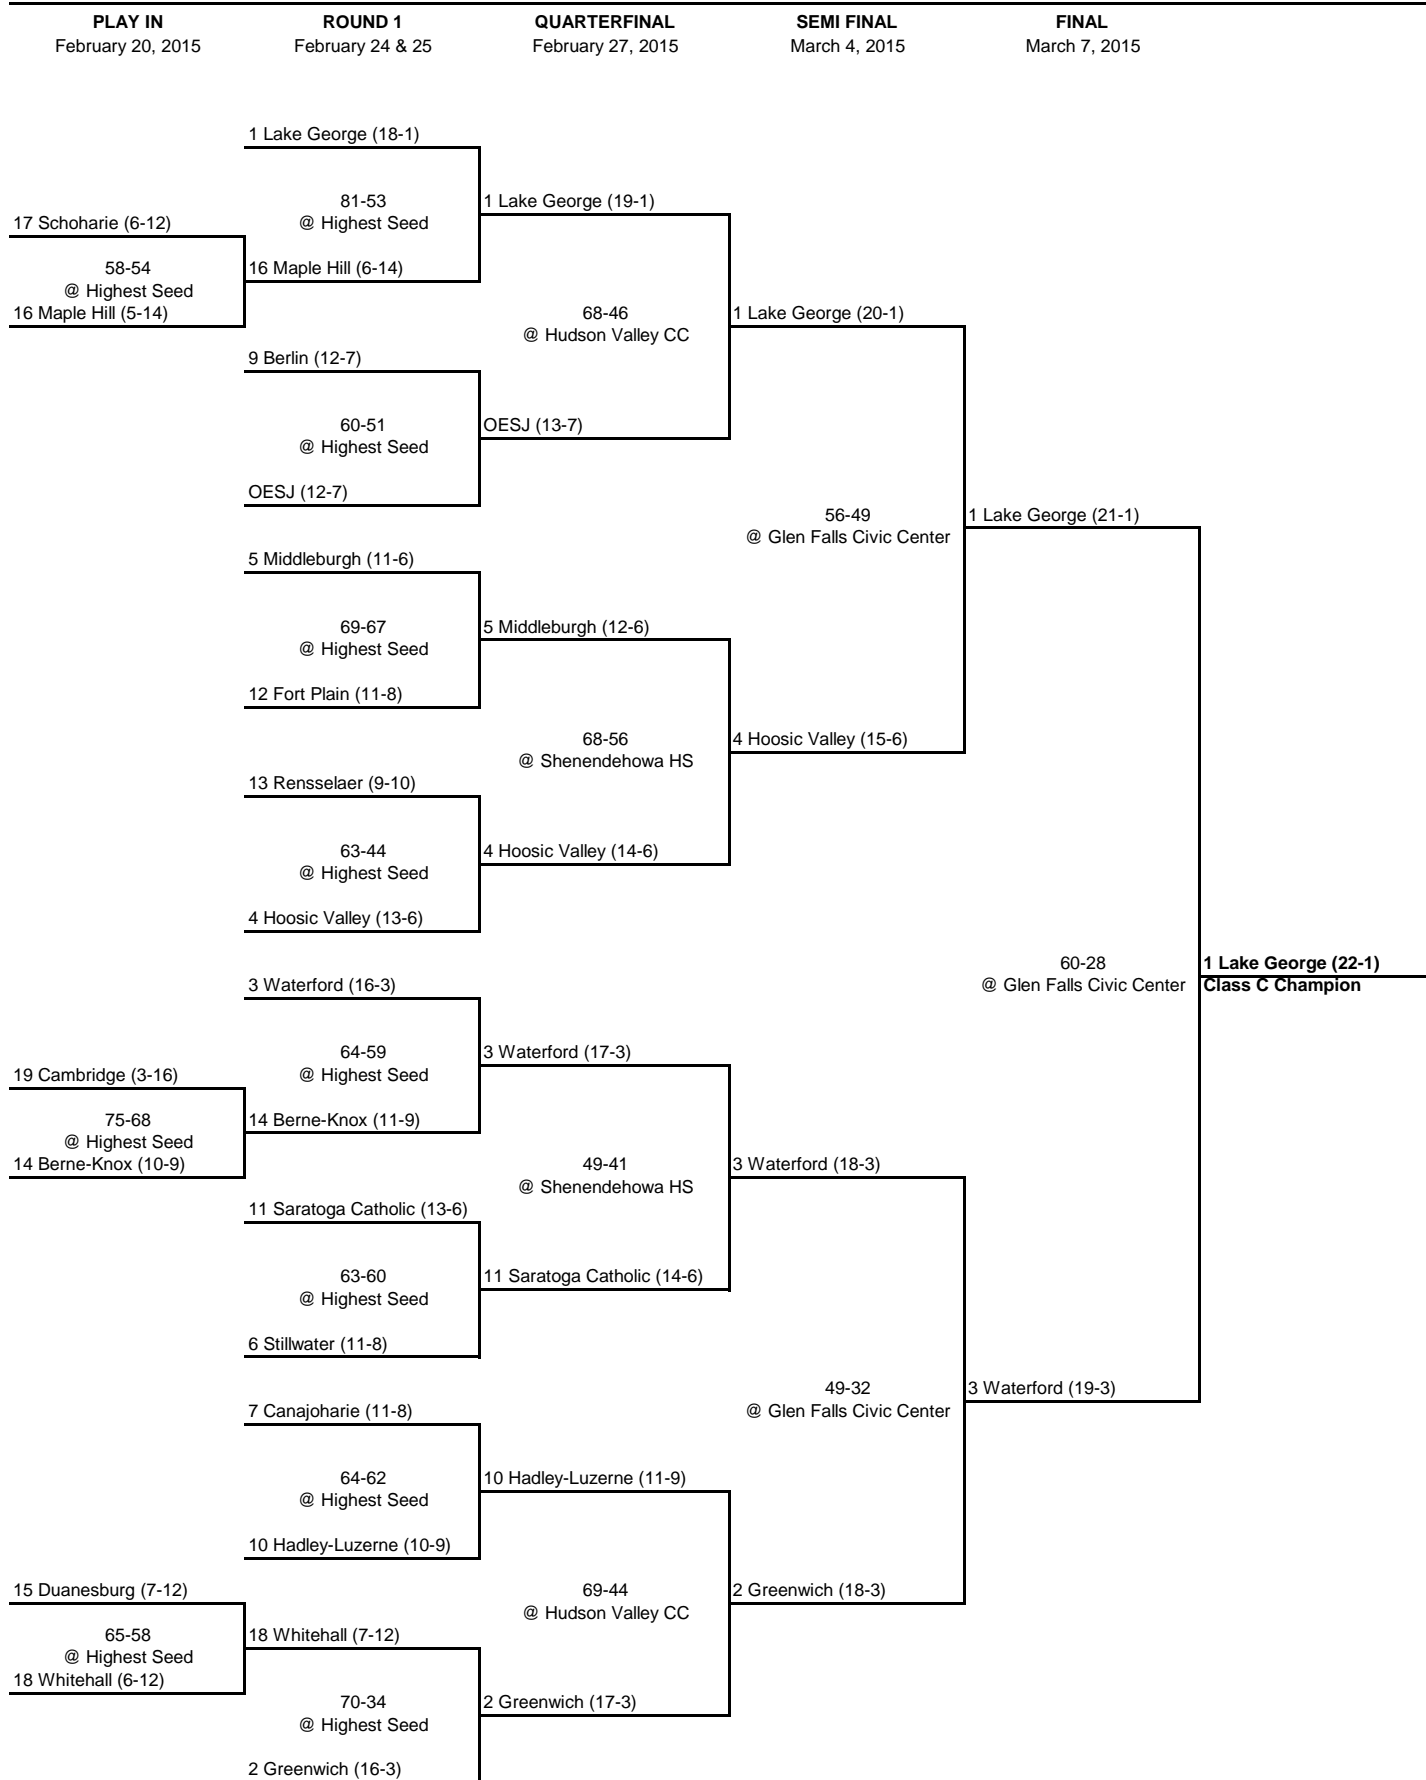 PLAY IN
February 20, 2015
ROUND 1
February 24 & 25
QUARTERFINAL
February 27, 2015
SEMI FINAL
March 4, 2015
FINAL
March 7, 2015
1 Lake George (18-1)
81-53
@ Highest Seed
1 Lake George (19-1)
17 Schoharie (6-12)
58-54
@ Highest Seed
16 Maple Hill (6-14)
16 Maple Hill (5-14)
68-46
@ Hudson Valley CC
1 Lake George (20-1)
9 Berlin (12-7)
60-51
@ Highest Seed
OESJ (13-7)
OESJ (12-7)
56-49
@ Glen Falls Civic Center
1 Lake George (21-1)
5 Middleburgh (11-6)
69-67
@ Highest Seed
5 Middleburgh (12-6)
12 Fort Plain (11-8)
68-56
@ Shenendehowa HS
4 Hoosic Valley (15-6)
13 Rensselaer (9-10)
63-44
@ Highest Seed
4 Hoosic Valley (14-6)
4 Hoosic Valley (13-6)
60-28
@ Glen Falls Civic Center
1 Lake George (22-1)
Class C Champion
3 Waterford (16-3)
64-59
@ Highest Seed
3 Waterford (17-3)
19 Cambridge (3-16)
75-68
@ Highest Seed
14 Berne-Knox (11-9)
14 Berne-Knox (10-9)
49-41
@ Shenendehowa HS
3 Waterford (18-3)
11 Saratoga Catholic (13-6)
63-60
@ Highest Seed
11 Saratoga Catholic (14-6)
6 Stillwater (11-8)
49-32
@ Glen Falls Civic Center
3 Waterford (19-3)
7 Canajoharie (11-8)
64-62
@ Highest Seed
10 Hadley-Luzerne (11-9)
10 Hadley-Luzerne (10-9)
15 Duanesburg (7-12)
69-44
@ Hudson Valley CC
2 Greenwich (18-3)
65-58
@ Highest Seed
18 Whitehall (7-12)
18 Whitehall (6-12)
70-34
@ Highest Seed
2 Greenwich (17-3)
2 Greenwich (16-3)